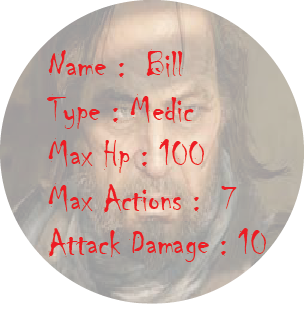 Name : Bill
Type : Medic
Max Hp : 100
Max Actions : 7
Attack Damage : 10